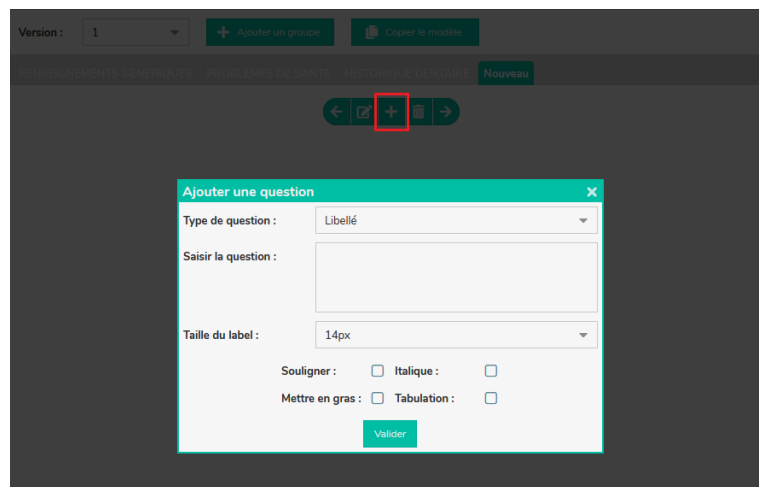 Version : 1 Ajouter un groupe Copier le modèle
RENSEIGNEMENTS GENERIQUES PROBLEMES DE SANTE HISTORIQUE DENTAIRE Nouveau
Ajouter une question
Type de question : Libellé
Saisir la question :
Taille du label : 14px
Souligner : Italique :
Mettre en gras : Tabulation :
Valider